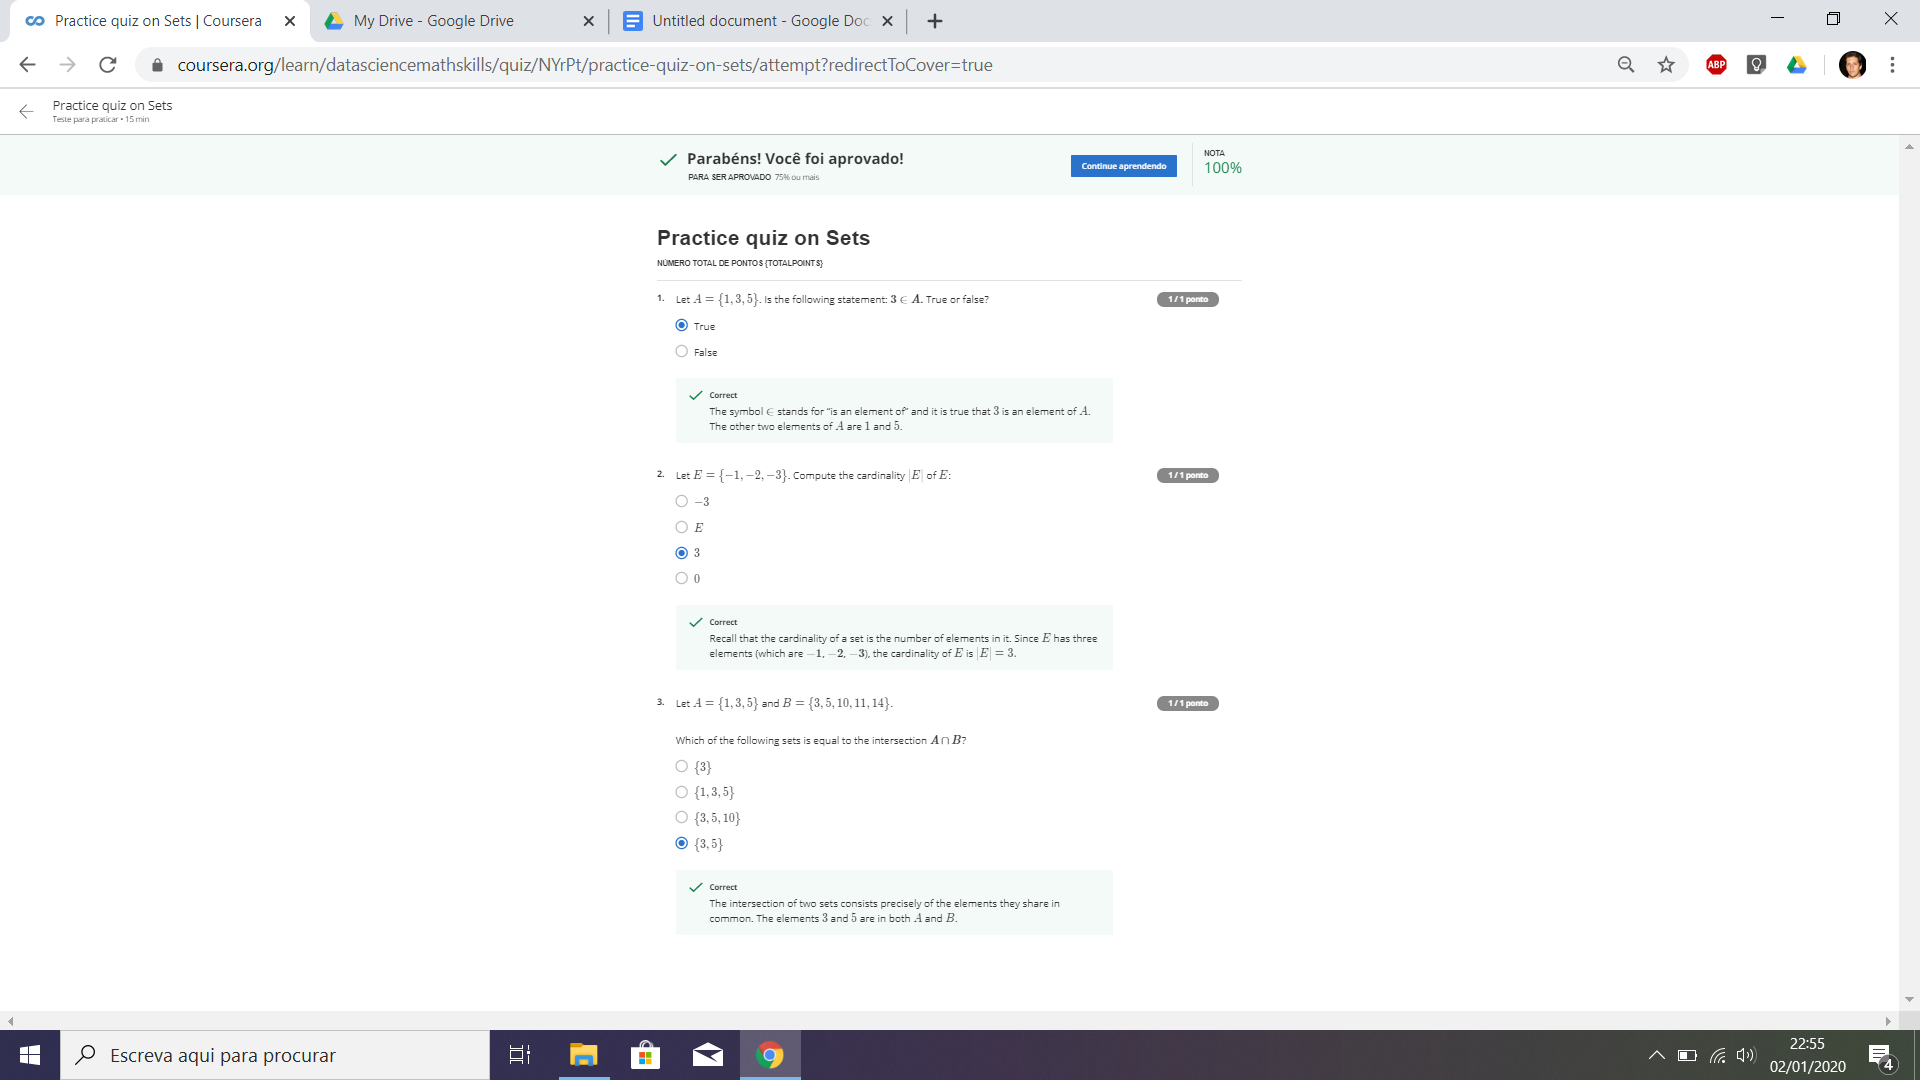 Practice quiz on Sets | Coursera
My Drive - Google Drive
Untitled document - Google Doc
coursera.org/learn/datasciencemathskills/quiz/NYrPt/practice-quiz-on-sets/attempt?redirectToCover=true
ABP
Practice quiz on Sets
Teste para praticar • 15 min
Parabéns! Você foi aprovado!
PARA SER APROVADO 75% ou mais
Continue aprendendo
NOTA
100%
Practice quiz on Sets
NÚMERO TOTAL DE PONTOS {TOTALPOINTS}
1. Let A = {1, 3, 5}. Is the following statement: 3 ∈ A. True or false?
1 / 1 ponto
True
False
Correct
The symbol ∈ stands for “is an element of” and it is true that 3 is an element of A.
The other two elements of A are 1 and 5.
2. Let E = {−1, −2, −3}. Compute the cardinality |E| of E:
1 / 1 ponto
−3
E
3
0
Correct
Recall that the cardinality of a set is the number of elements in it. Since E has three
elements (which are −1, −2, −3), the cardinality of E is |E| = 3.
3. Let A = {1, 3, 5} and B = {3, 5, 10, 11, 14}.
1 / 1 ponto
Which of the following sets is equal to the intersection A ∩ B?
{3}
{1, 3, 5}
{3, 5, 10}
{3, 5}
Correct
The intersection of two sets consists precisely of the elements they share in
common. The elements 3 and 5 are in both A and B.
Escreva aqui para procurar
22:55
02/01/2020
4